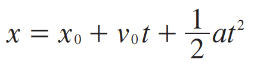 x = x₀ + v₀t + ½at²